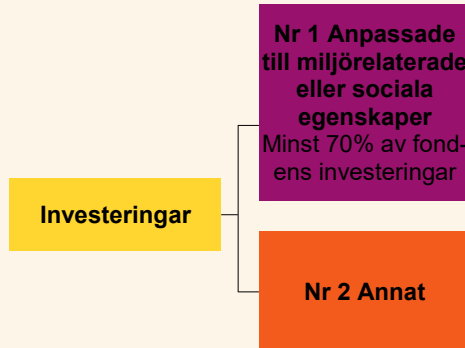 Nr 1 Anpassade
till miljörelaterade
eller sociala
egenskaper
Minst 70% av fond-
ens investeringar
Investeringar
Nr 2 Annat